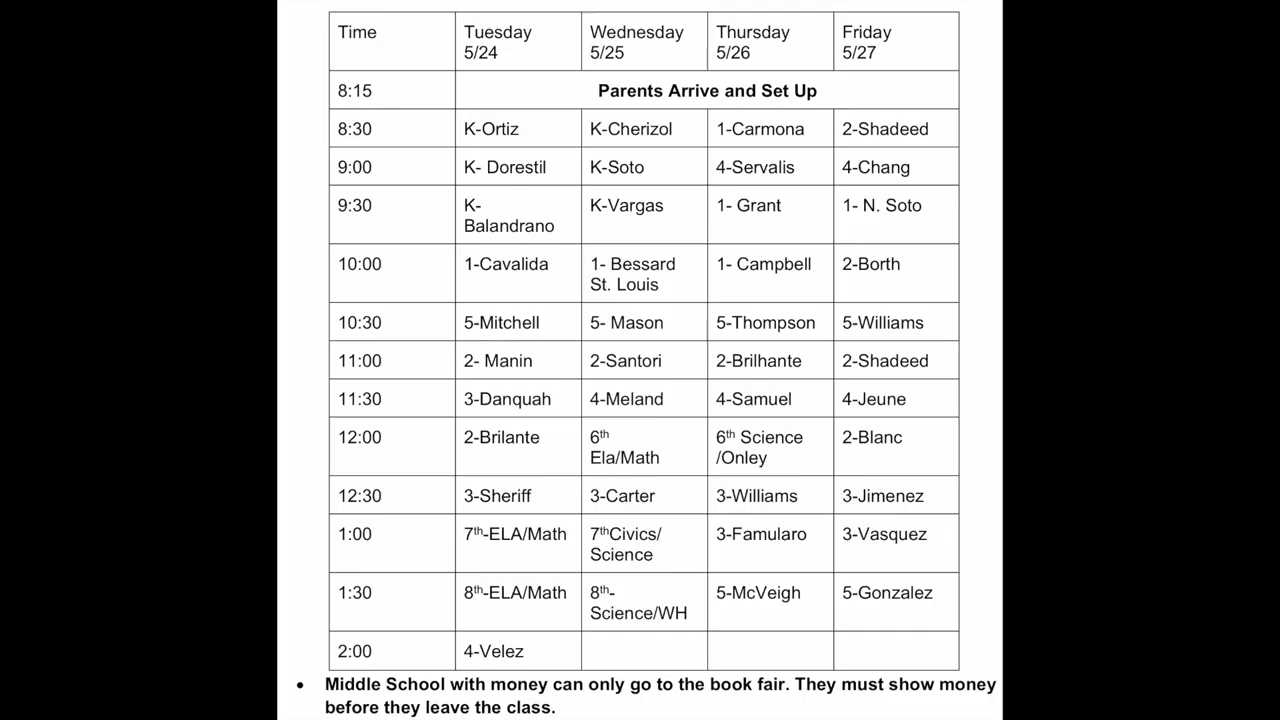 Time Tuesday 5/24 Wednesday 5/25 Thursday 5/26 Friday 5/27
8:15 Parents Arrive and Set Up
8:30 K-Ortiz K-Cherizol 1-Carmona 2-Shadeed
9:00 K- Dorestil K-Soto 4-Servalis 4-Chang
9:30 K- Balandrano K-Vargas 1- Grant 1- N. Soto
10:00 1-Cavalida 1- Bessard St. Louis 1- Campbell 2-Borth
10:30 5-Mitchell 5- Mason 5-Thompson 5-Williams
11:00 2- Manin 2-Santori 2-Brilhante 2-Shadeed
11:30 3-Danquah 4-Meland 4-Samuel 4-Jeune
12:00 2-Brilante 6th Ela/Math 6th Science /Onley 2-Blanc
12:30 3-Sheriff 3-Carter 3-Williams 3-Jimenez
1:00 7th-ELA/Math 7thCivics/ Science 3-Famularo 3-Vasquez
1:30 8th-ELA/Math 8th- Science/WH 5-McVeigh 5-Gonzalez
2:00 4-Velez
• Middle School with money can only go to the book fair. They must show money
before they leave the class.